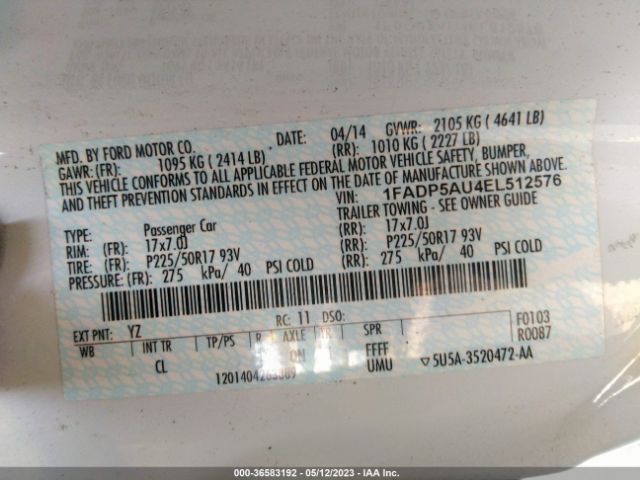 MFD. BY FORD MOTOR CO. DATE: 04/14 GVWR: 2105 KG ( 4641 LB)
GAWR: (FR): 1095 KG ( 2414 LB) (RR): 1010 KG ( 2227 LB)
THIS VEHICLE CONFORMS TO ALL APPLICABLE FEDERAL MOTOR VEHICLE SAFETY, BUMPER,
AND THEFT PREVENTION STANDARDS IN EFFECT ON THE DATE OF MANUFACTURE SHOWN ABOVE.
VIN: 1FADP5AU4EL512576
TYPE: Passenger Car TRAILER TOWING - SEE OWNER GUIDE
RIM: (FR): 17x7.0J (RR): 17x7.0J
TIRE: (FR): P225/50R17 93V (RR): P225/50R17 93V
PRESSURE: (FR): 275 kPa/ 40 PSI COLD (RR): 275 kPa/ 40 PSI COLD
EXT PNT: YZ RC: 11 DSO: F0103
WB INT TR TP/PS R AXLE TR SPR R0087
CL FFFF
UMU 5U5A-3520472-AA
000-36583192 - 05/12/2023 - IAA Inc.